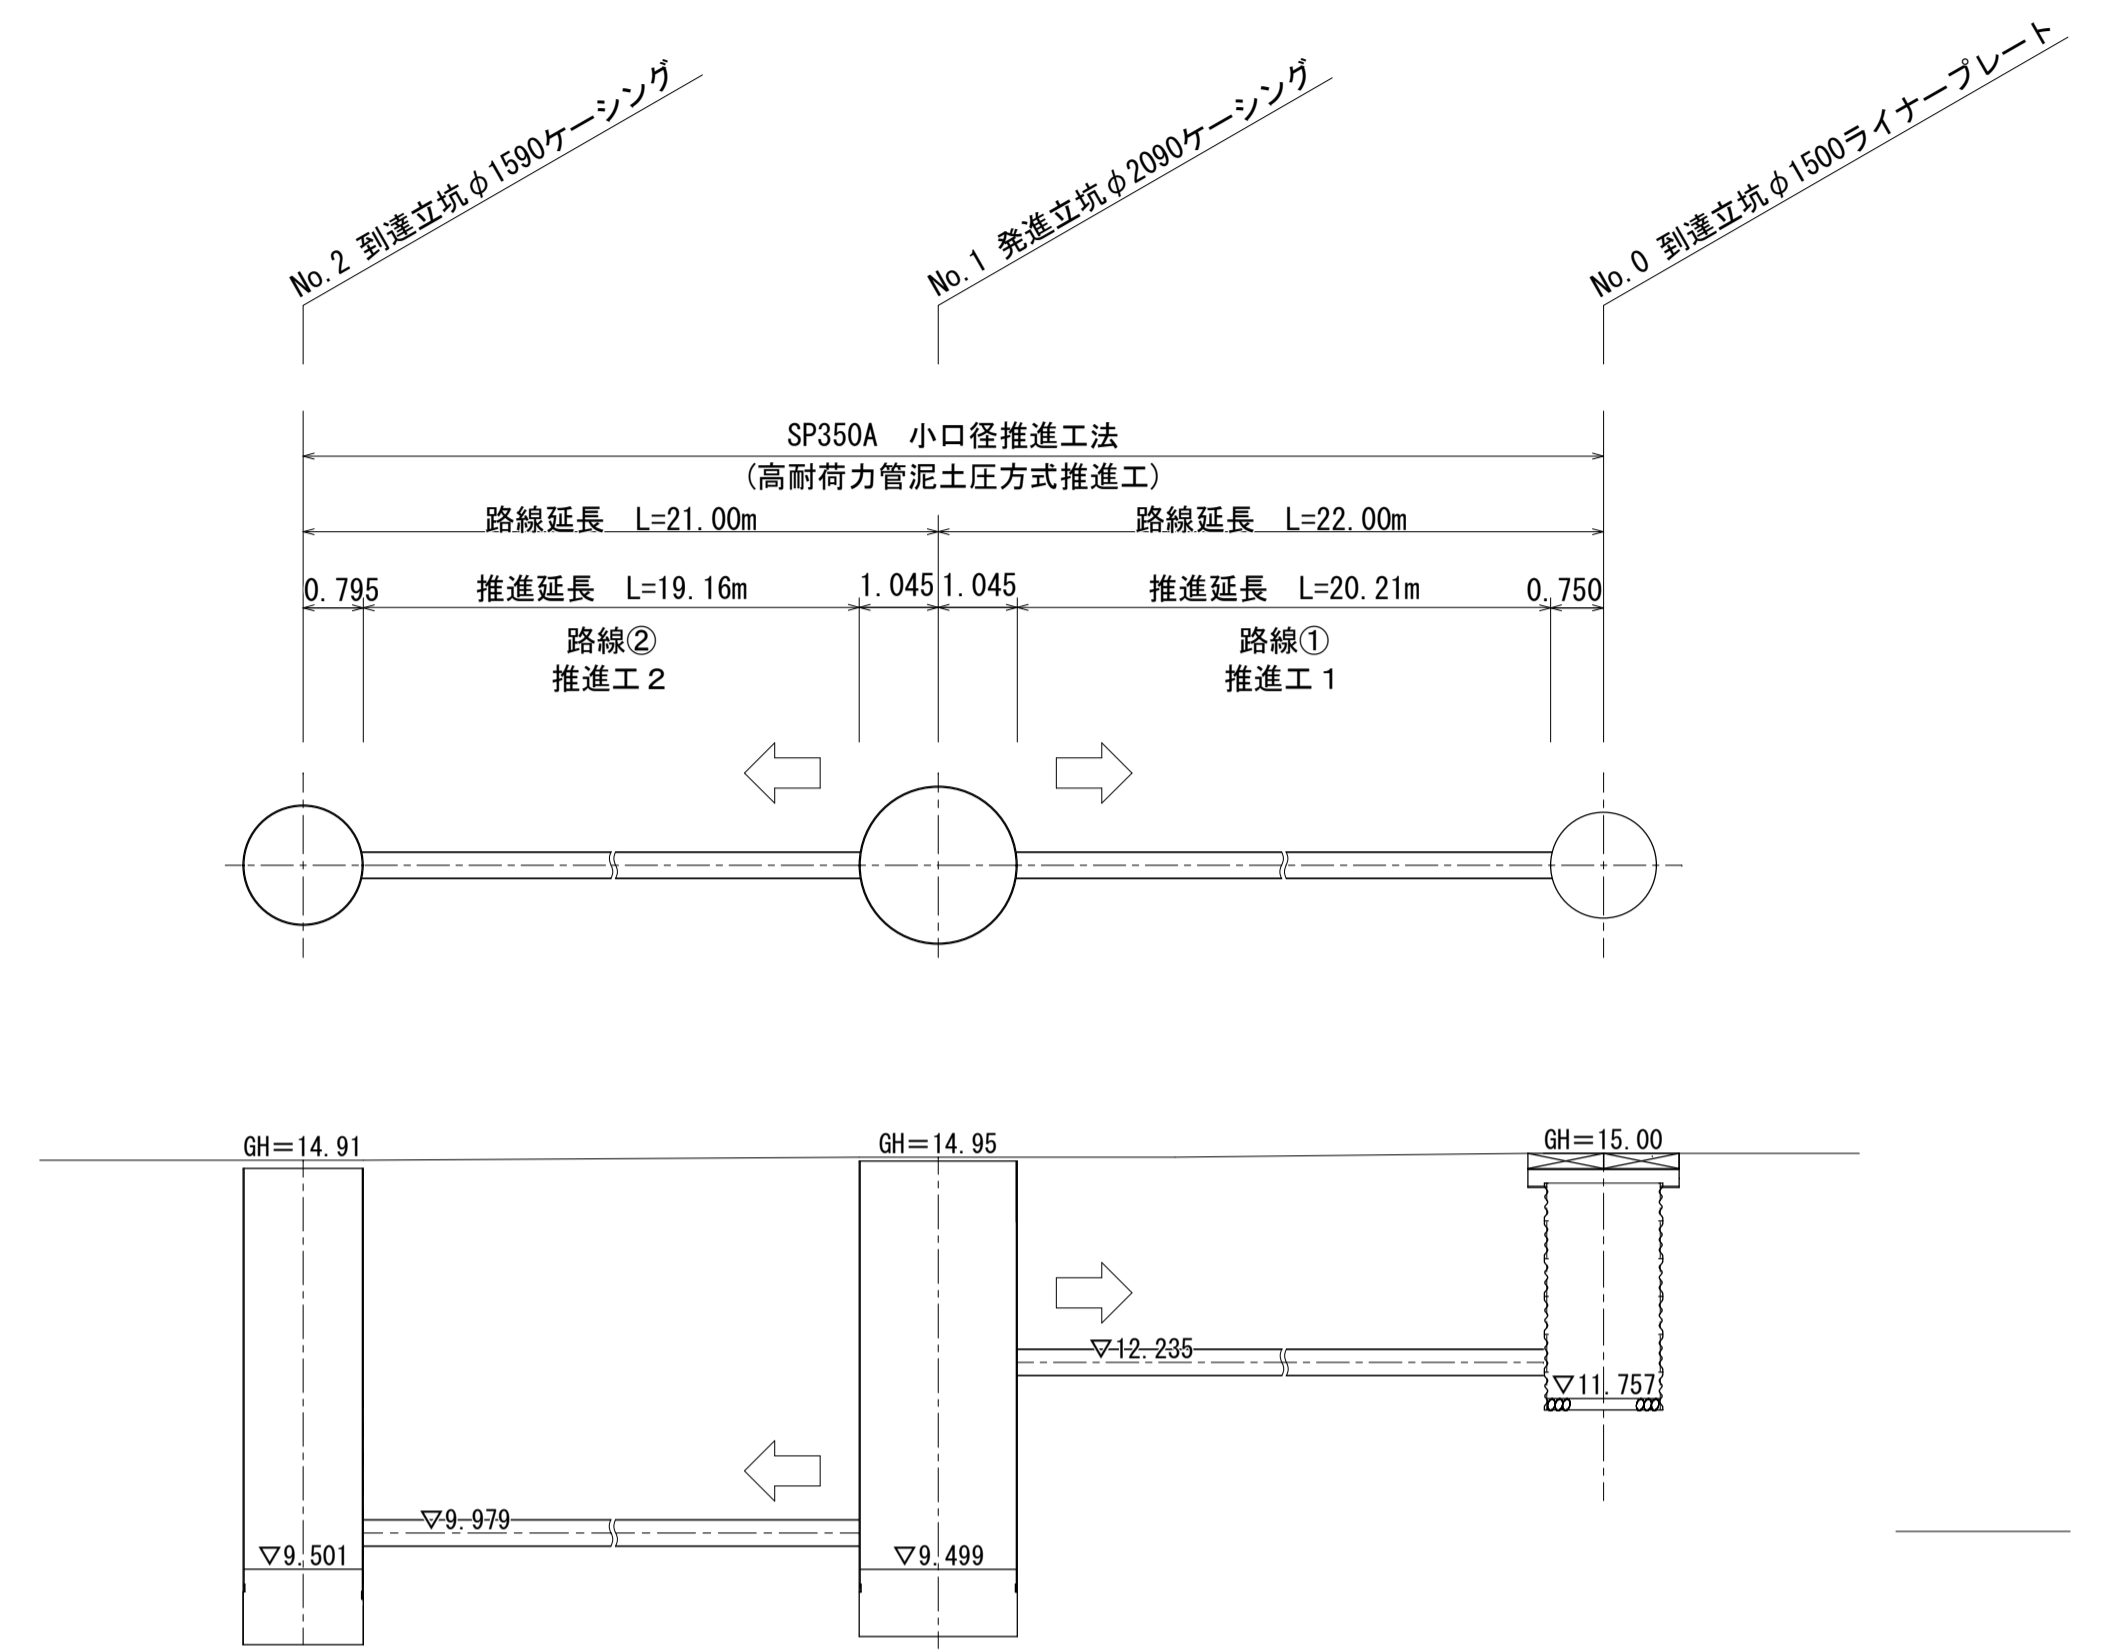 No.2 到達立坑φ1590ケーシング
No.1 発進立坑φ2090ケーシング
No.0 到達立坑φ1500ライナープレート
SP350A 小口径推進工法
(高耐荷力管泥土圧方式推進工)
路線延長 L=21.00m
路線延長 L=22.00m
0.795
推進延長 L=19.16m
1.045
1.045
推進延長 L=20.21m
0.750
路線②
推進工2
路線①
推進工1
GH=14.91
GH=14.95
GH=15.00
▽12.235
▽11.757
▽9.979
▽9.501
▽9.499